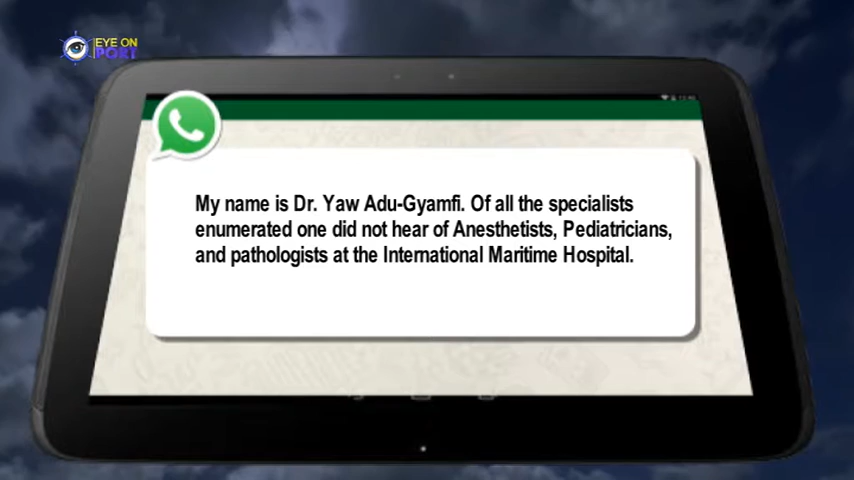 EYE ON
PORT
My name is Dr. Yaw Adu-Gyamfi. Of all the specialists
enumerated one did not hear of Anesthetists, Pediatricians,
and pathologists at the International Maritime Hospital.